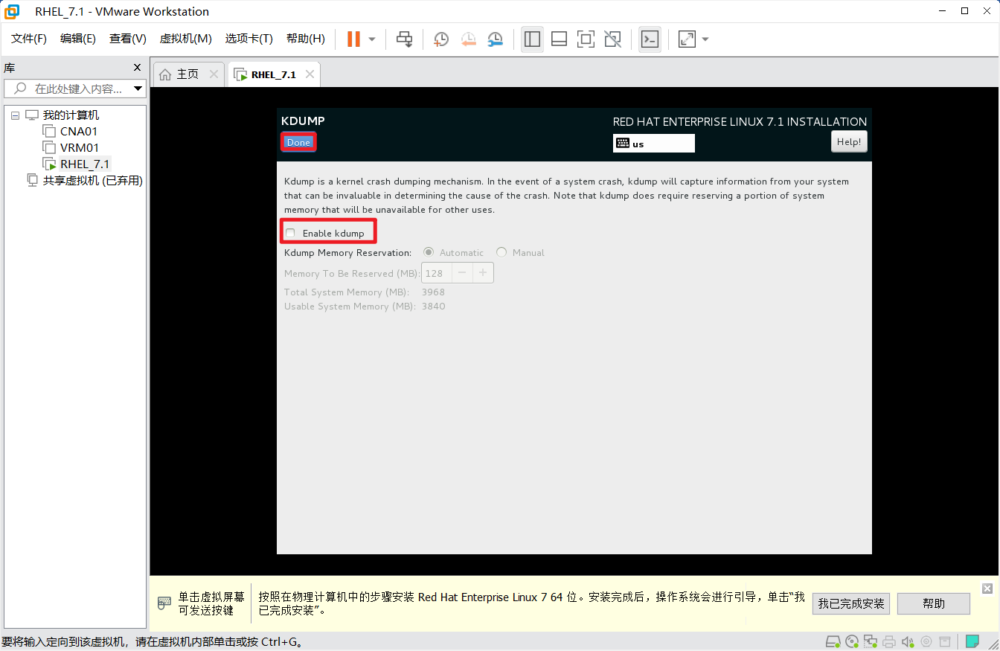 RHEL_7.1 - VMware Workstation
文件(F) 编辑(E) 查看(V) 虚拟机(M) 选项卡(T) 帮助(H)
库
在此处键入内容...
我的计算机
CNA01
VRM01
RHEL_7.1
共享虚拟机 (已弃用)
主页
RHEL_7.1
KDUMP
RED HAT ENTERPRISE LINUX 7.1 INSTALLATION
Done
us
Help!
Kdump is a kernel crash dumping mechanism. In the event of a system crash, kdump will capture information from your system
that can be invaluable in determining the cause of the crash. Note that kdump does require reserving a portion of system
memory that will be unavailable for other uses.
Enable kdump
Kdump Memory Reservation: Automatic Manual
Memory To Be Reserved (MB): 128 − +
Total System Memory (MB): 3968
Usable System Memory (MB): 3840
单击虚拟屏幕
可发送按键
按照在物理计算机中的步骤安装 Red Hat Enterprise Linux 7 64 位。安装完成后，操作系统会进行引导，单击“我
已完成安装”。
我已完成安装
帮助
要将输入定向到该虚拟机，请在虚拟机内部单击或按 Ctrl+G。